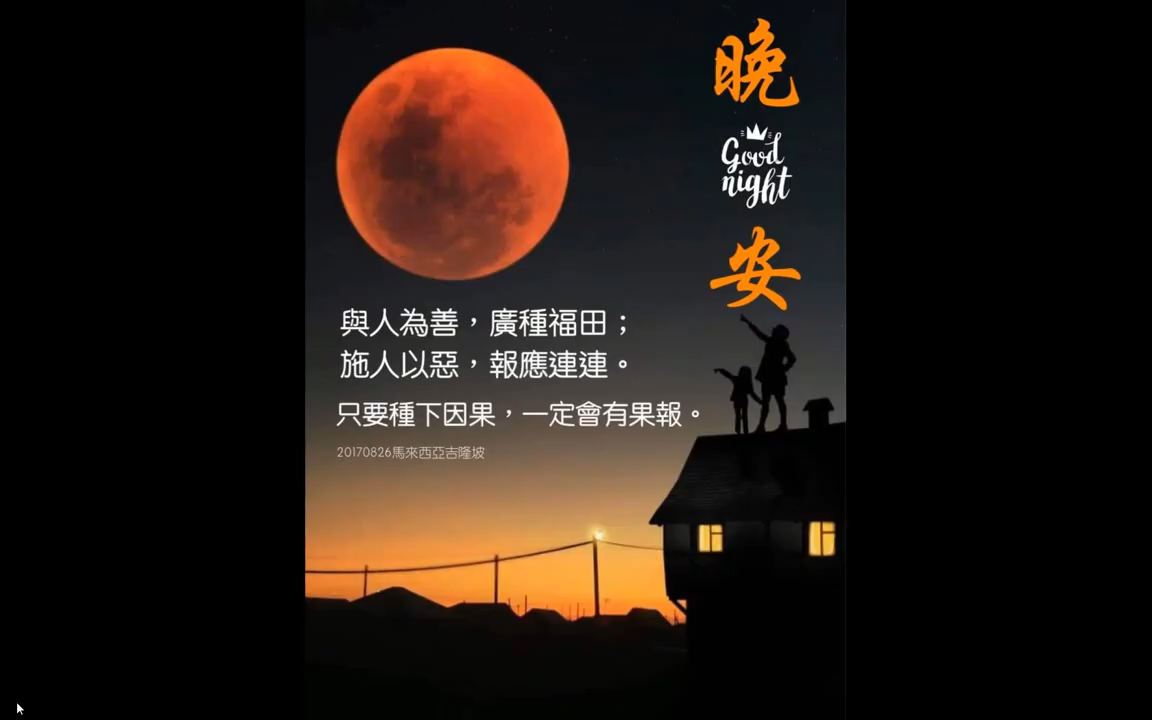 晚
Good
night
安
與人為善，廣種福田；
施人以惡，報應連連。
只要種下因果，一定會有果報。
20170826馬來西亞吉隆坡